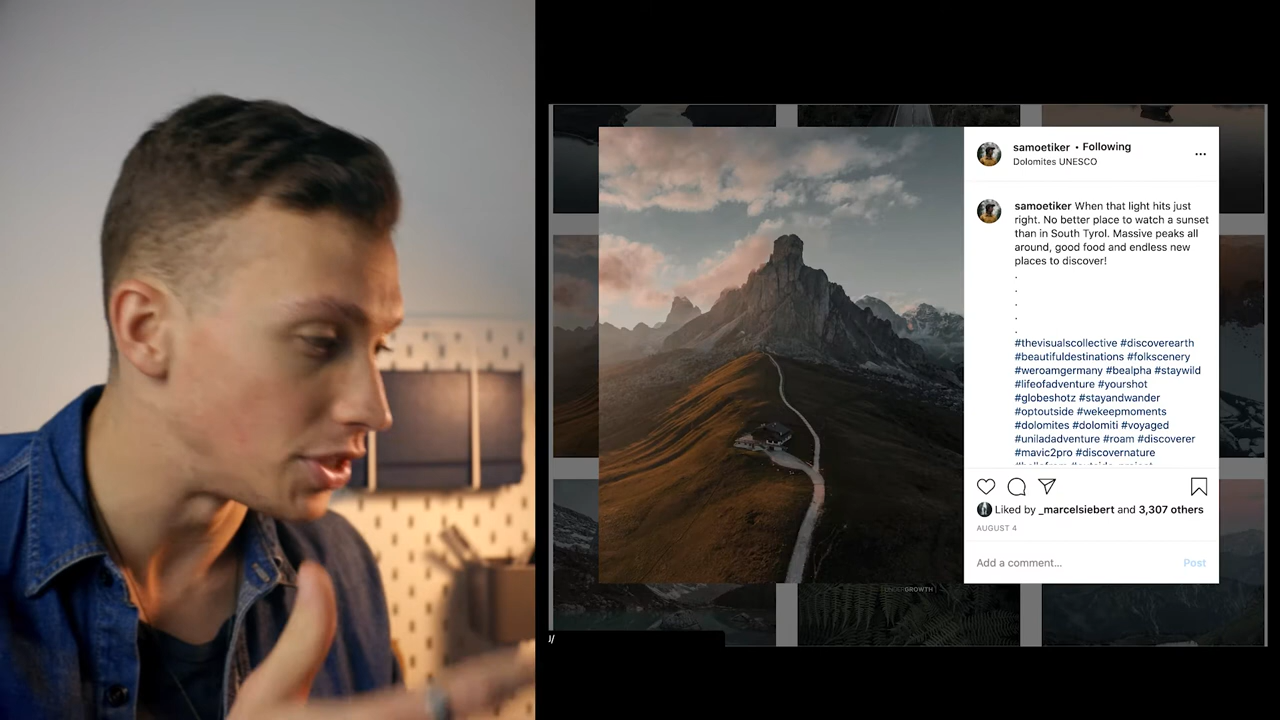 samoetiker • Following
Dolomites UNESCO
samoetiker When that light hits just
right. No better place to watch a sunset
than in South Tyrol. Massive peaks all
around, good food and endless new
places to discover!
.
.
.
.
.
#thevisualscollective #discoverearth
#beautifuldestinations #folkscenery
#weroamgermany #bealpha #staywild
#lifeofadventure #yourshot
#globeshotz #stayandwander
#optoutside #wekeepmoments
#dolomites #dolomiti #voyaged
#uniladadventure #roam #discoverer
#mavic2pro #discovernature
Liked by _marcelsiebert and 3,307 others
AUGUST 4
Add a comment...
Post